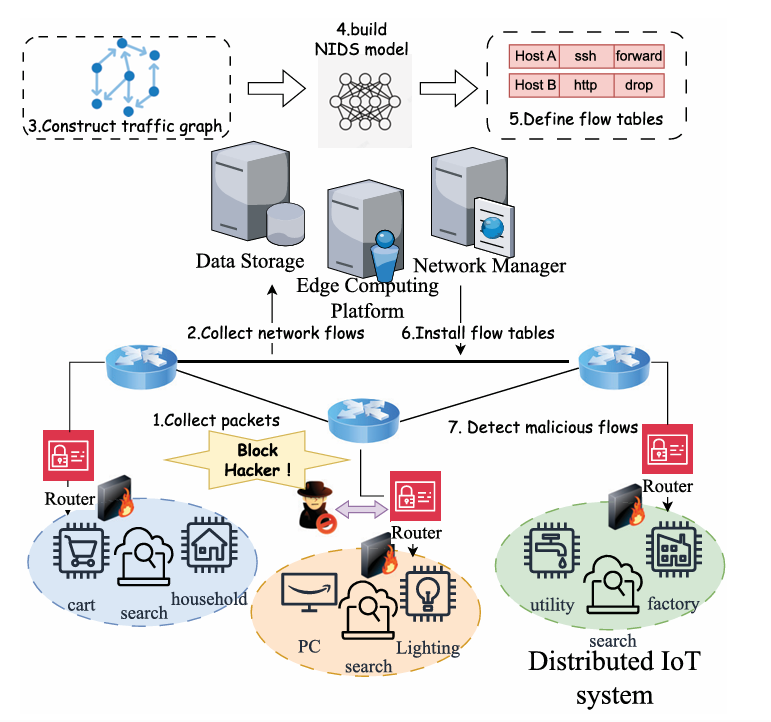 4.build
NIDS model
Host A ssh forward
Host B http drop
3.Construct traffic graph
5.Define flow tables
Data Storage
Edge Computing
Platform
Network Manager
2.Collect network flows
6.Install flow tables
1.Collect packets
7. Detect malicious flows
Block
Hacker !
Router
Router
Router
cart
search
household
PC
search
Lighting
utility
search
factory
Distributed IoT
system